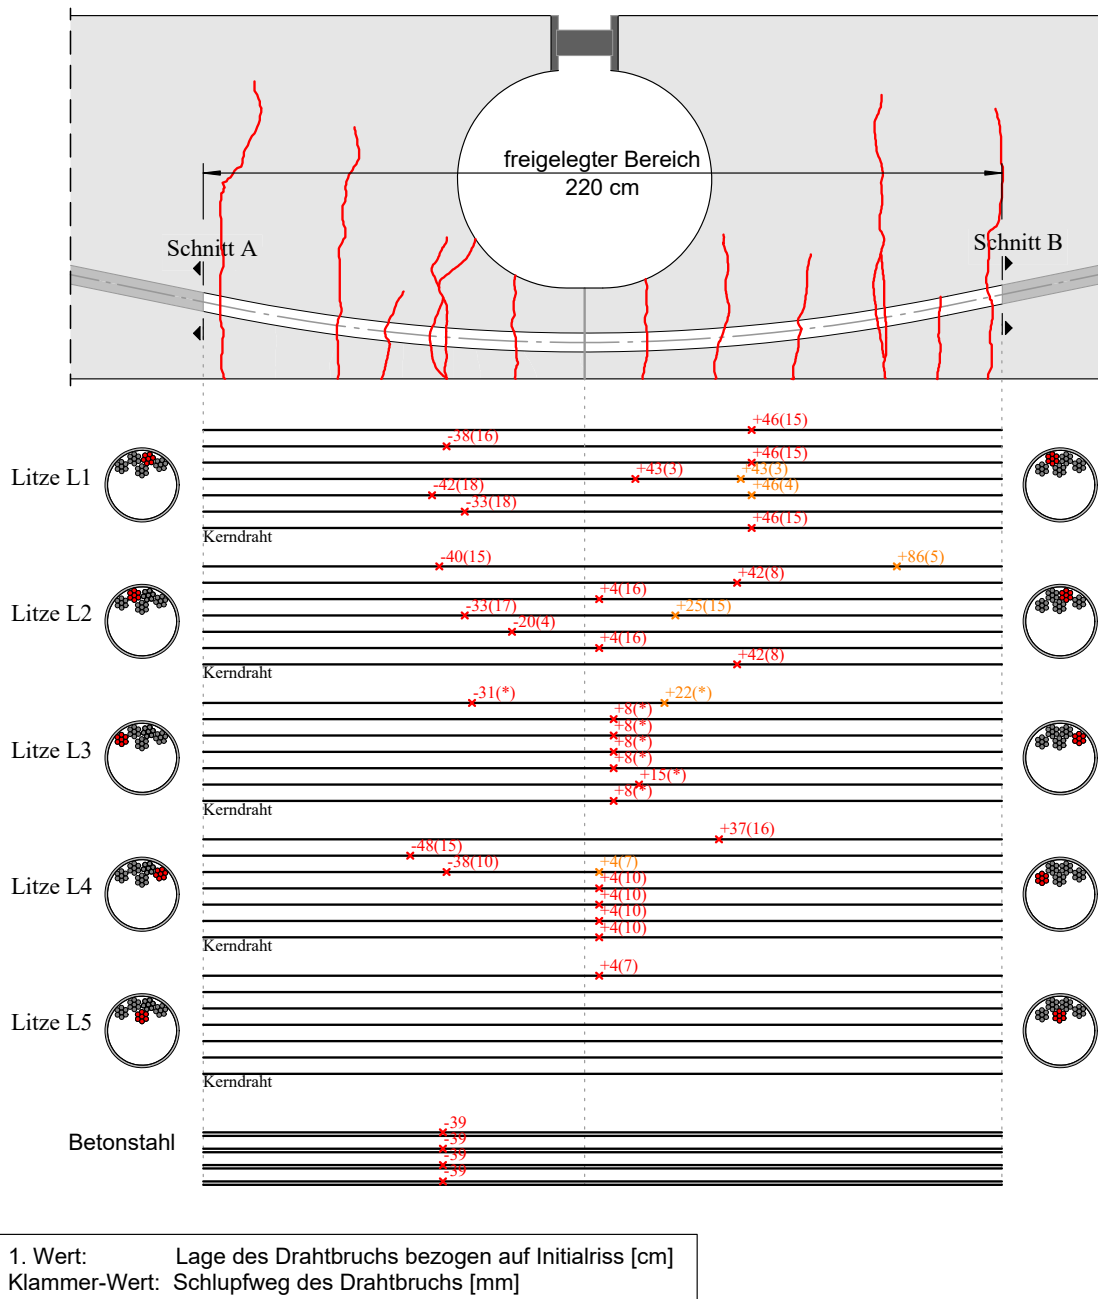 freigelegter Bereich
220 cm
Schnitt A
Schnitt B
+46(15)
-38(16)
+46(15)
Litze L1
+43(3)
+43(3)
-42(18)
+46(4)
-33(18)
+46(15)
Kerndraht
-40(15)
+86(5)
+42(8)
+4(16)
Litze L2
-33(17)
+25(15)
-20(4)
+4(16)
+42(8)
Kerndraht
-31(*)
+22(*)
+8(*)
+8(*)
Litze L3
+8(*)
+8(*)
+15(*)
+8(*)
Kerndraht
+37(16)
-48(15)
-38(10)
+4(7)
Litze L4
+4(10)
+4(10)
+4(10)
+4(10)
Kerndraht
+4(7)
Litze L5
Kerndraht
-39
Betonstahl
-39
-39
-39
1. Wert: Lage des Drahtbruchs bezogen auf Initialriss [cm]
Klammer-Wert: Schlupfweg des Drahtbruchs [mm]